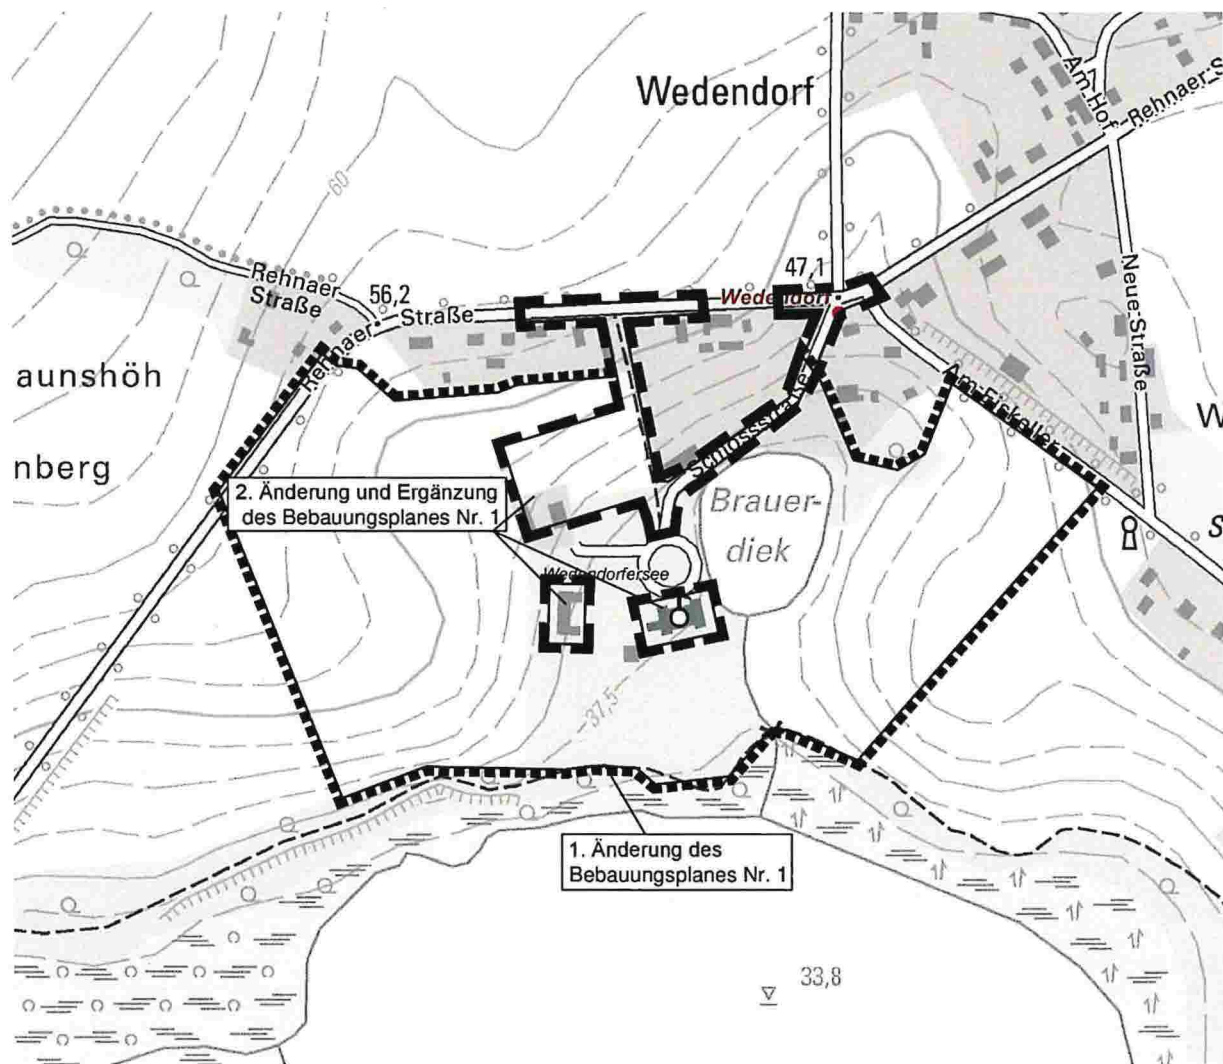 Wedendorf
Am Hof
Rehnaer S
60
Rehnaer
Straße
56,2
Rehnaer Straße
47,1
Wedendorf
Neue Straße
aunshöh
nberg
Am Eiskeller
W
Schlossstraße
2. Änderung und Ergänzung
des Bebauungsplanes Nr. 1
Brauer-
diek
S
Wedendorfersee
37,5
1. Änderung des
Bebauungsplanes Nr. 1
33,8